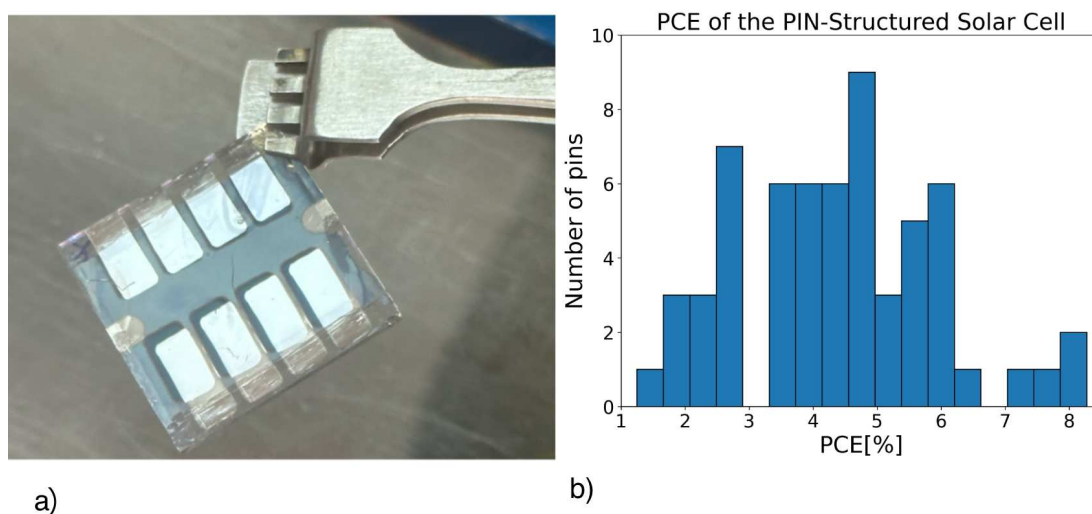 PCE of the PIN-Structured Solar Cell
10
8
6
4
2
0
Number of pins
1 2 3 4 5 6 7 8
PCE[%]
a)
b)